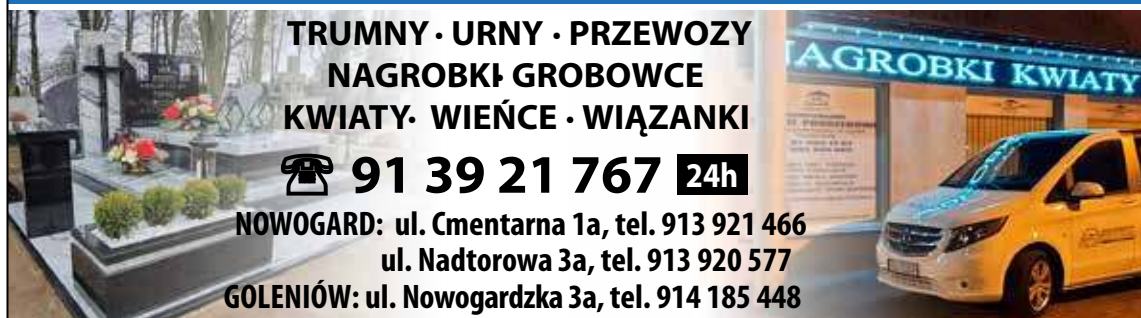 TRUMNY · URNY · PRZEWOZY
NAGROBKI· GROBOWCE
KWIATY· WIEŃCE · WIĄZANKI
☎ 91 39 21 767 24h
NOWOGARD: ul. Cmentarna 1a, tel. 913 921 466
ul. Nadtorowa 3a, tel. 913 920 577
GOLENIÓW: ul. Nowogardzka 3a, tel. 914 185 448
NAGROBKI KWIATY